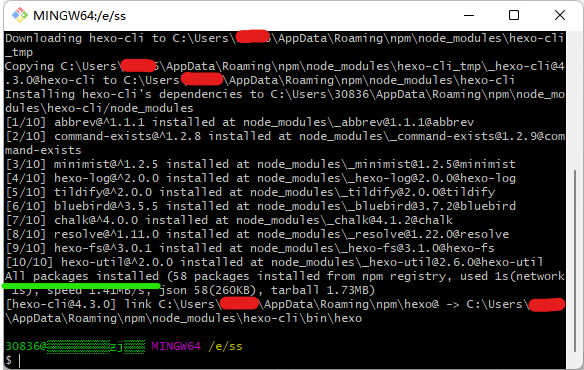 MINGW64:/e/ss
Downloading hexo-cli to C:\Users\6\AppData\Roaming\npm\node_modules\hexo-cli
_tmp
Copying C:\Users\6\AppData\Roaming\npm\node_modules\hexo-cli_tmp\_hexo-cli@4
.3.0@hexo-cli to C:\Users\AppData\Roaming\npm\node_modules\hexo-cli
Installing hexo-cli's dependencies to C:\Users\30836\AppData\Roaming\npm\node_mo
dules\hexo-cli/node_modules
[1/10] abbrev@^1.1.1 installed at node_modules\_abbrev@1.1.1@abbrev
[2/10] command-exists@^1.2.8 installed at node_modules\_command-exists@1.2.9@com
mand-exists
[3/10] minimist@^1.2.5 installed at node_modules\_minimist@1.2.5@minimist
[4/10] hexo-log@^2.0.0 installed at node_modules\_hexo-log@2.0.0@hexo-log
[5/10] tildify@^2.0.0 installed at node_modules\_tildify@2.0.0@tildify
[6/10] bluebird@^3.5.5 installed at node_modules\_bluebird@3.7.2@bluebird
[7/10] chalk@^4.0.0 installed at node_modules\_chalk@4.1.2@chalk
[8/10] resolve@^1.11.0 installed at node_modules\_resolve@1.22.0@resolve
[9/10] hexo-fs@^3.0.1 installed at node_modules\_hexo-fs@3.1.0@hexo-fs
[10/10] hexo-util@^2.0.0 installed at node_modules\_hexo-util@2.6.0@hexo-util
All packages installed (58 packages installed from npm registry, used 1s(network
1s), speed 1.41MB/s, json 58(260KB), tarball 1.73MB)
[hexo-cli@4.3.0] link C:\Users\AppData\Roaming\npm\hexo@ -> C:\Users\
\AppData\Roaming\npm\node_modules\hexo-cli\bin\hexo
30836@zj MINGW64 /e/ss
$